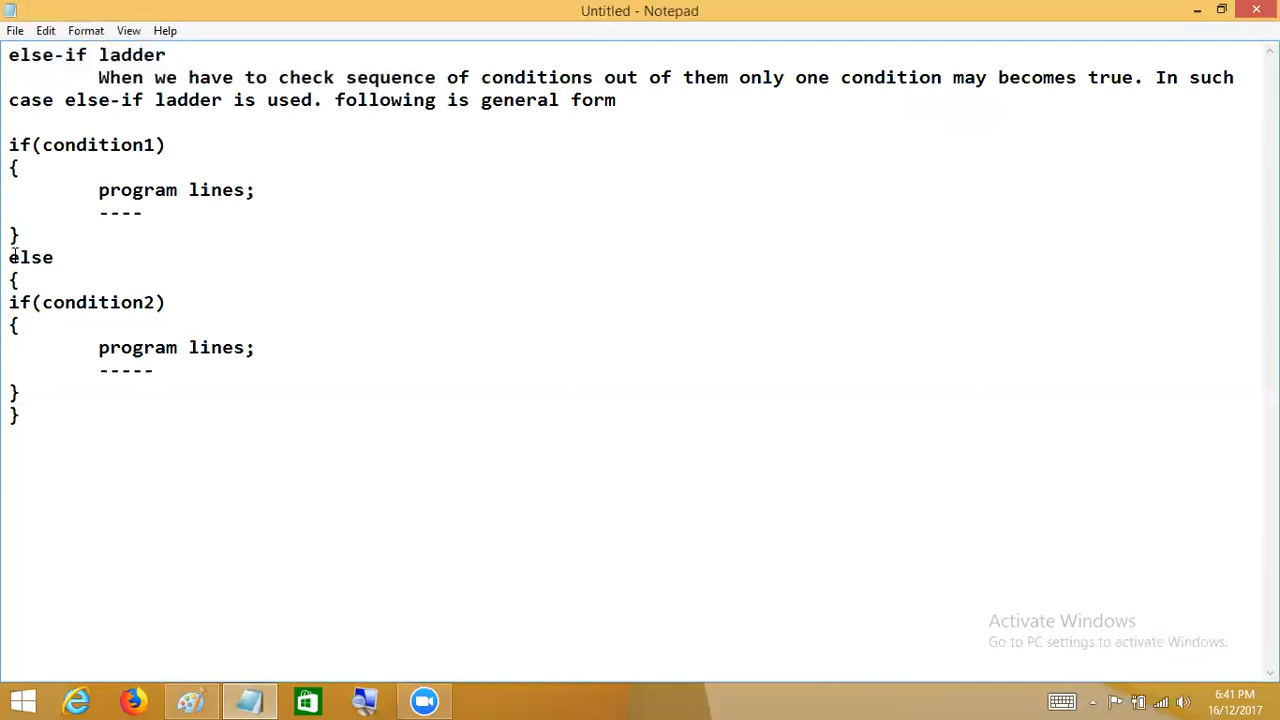 Untitled - Notepad
File Edit Format View Help
else-if ladder
When we have to check sequence of conditions out of them only one condition may becomes true. In such
case else-if ladder is used. following is general form
if(condition1)
{
program lines;
----
}
else
{
if(condition2)
{
program lines;
-----
}
}
Activate Windows
Go to PC settings to activate Windows.
6:41 PM
16/12/2017